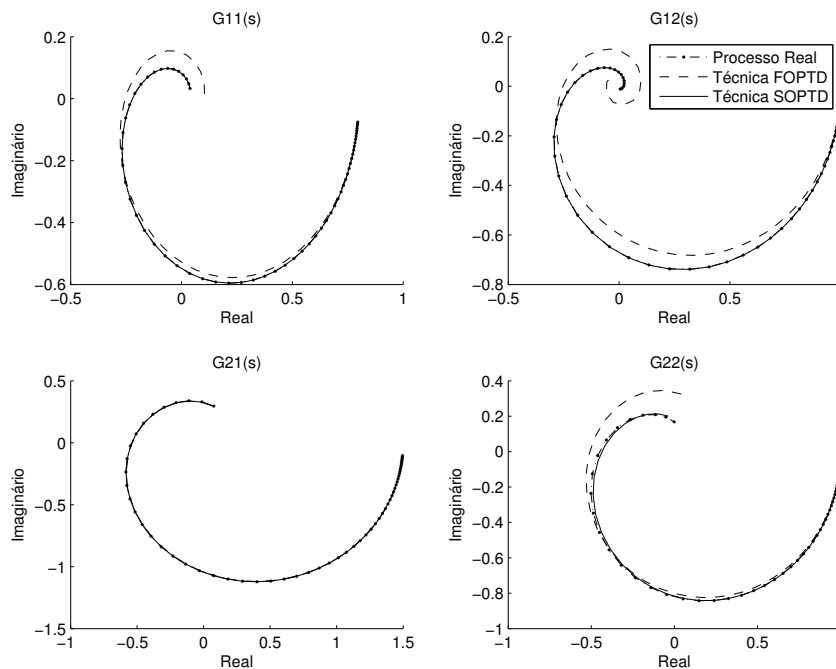 G11(s)
0.2
0
−0.2
−0.4
−0.6
−0.5
0
0.5
1
Real
Imaginário
G12(s)
Processo Real
Técnica FOPTD
Técnica SOPTD
0.2
0
−0.2
−0.4
−0.6
−0.8
−0.5
0
0.5
Real
Imaginário
G21(s)
0.5
0
−0.5
−1
−1.5
−1
−0.5
0
0.5
1
1.5
Real
Imaginário
G22(s)
0.4
0.2
0
−0.2
−0.4
−0.6
−0.8
−1
−1
−0.5
0
0.5
Real
Imaginário